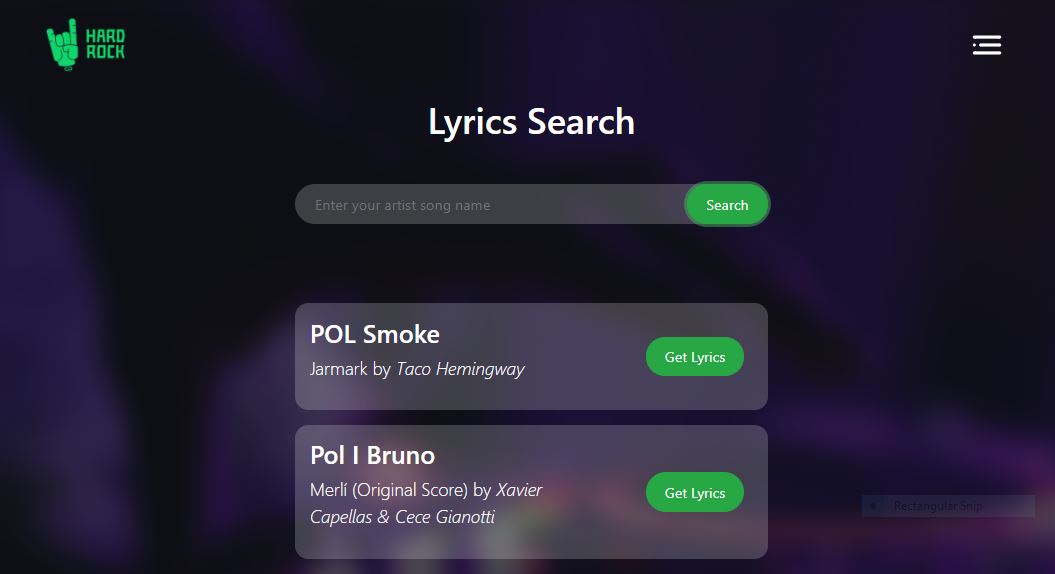 HARD
ROCK
Lyrics Search
Enter your artist song name
Search
POL Smoke
Jarmark by Taco Hemingway
Get Lyrics
Pol I Bruno
Merlí (Original Score) by Xavier
Capellas & Cece Gianotti
Get Lyrics
Rectangular Snip